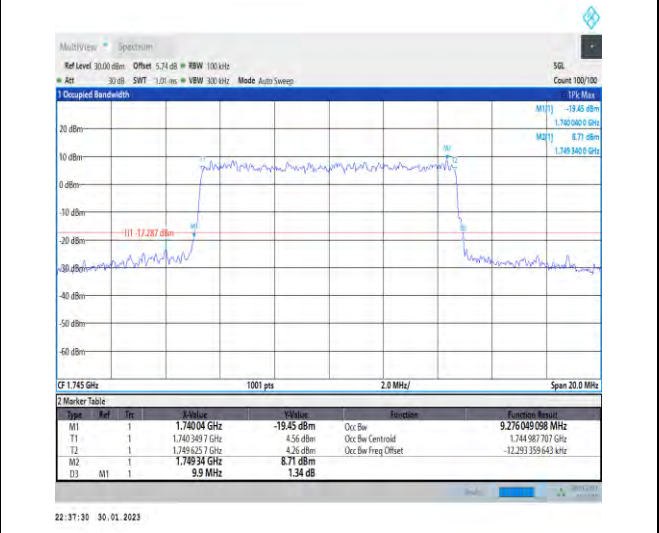 MultiView Spectrum
Ref Level 30.00 dBm Offset 5.74 dB RBW 100 kHz SGL
Att 30 dB SWT 1.01 ms VBW 300 kHz Mode Auto Sweep Count 100/100
1 Occupied Bandwidth 1Pk Max
M1[1] -19.45 dBm
1.740 040 0 GHz
20 dBm
M2[1] 8.71 dBm
1.749 340 0 GHz
10 dBm
T1 M2 T2
0 dBm
-10 dBm
M1
H1 -17.287 dBm
-20 dBm
-30 dBm
-40 dBm
-50 dBm
-60 dBm
CF 1.745 GHz 1001 pts 2.0 MHz/ Span 20.0 MHz
2 Marker Table
Type Ref Trc X-Value Y-Value Function Function Result
M1 1 1.740 04 GHz -19.45 dBm Occ Bw 9.276 049 098 MHz
T1 1 1.740 349 7 GHz 4.56 dBm Occ Bw Centroid 1.744 987 707 GHz
T2 1 1.749 625 7 GHz 4.26 dBm Occ Bw Freq Offset -12.293 359 643 kHz
M2 1 1.749 34 GHz 8.71 dBm
D3 M1 1 9.9 MHz 1.34 dB
22:37:30 30.01.2023